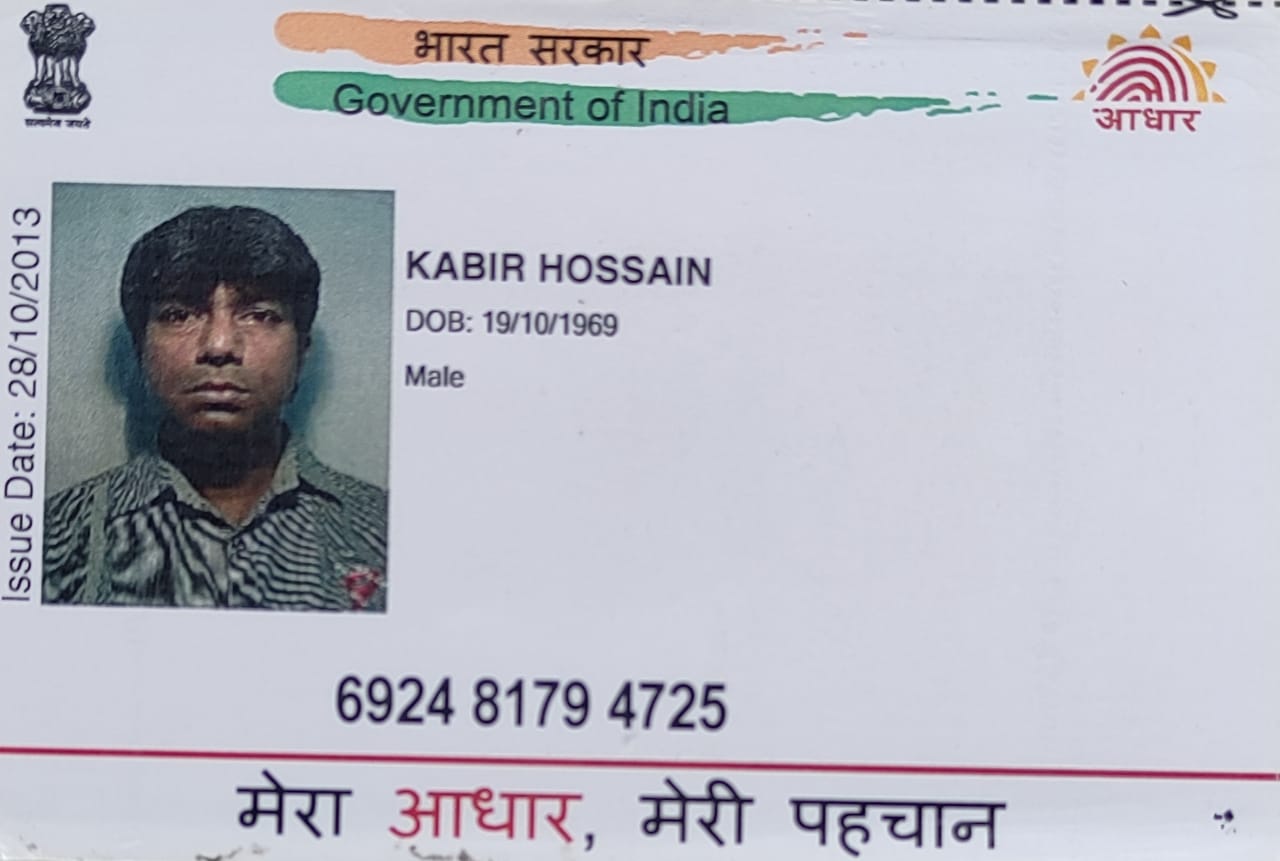 भारत सरकार
Government of India
सत्यमेव जयते
आधार
Issue Date: 28/10/2013
KABIR HOSSAIN
DOB: 19/10/1969
Male
6924 8179 4725
मेरा आधार, मेरी पहचान